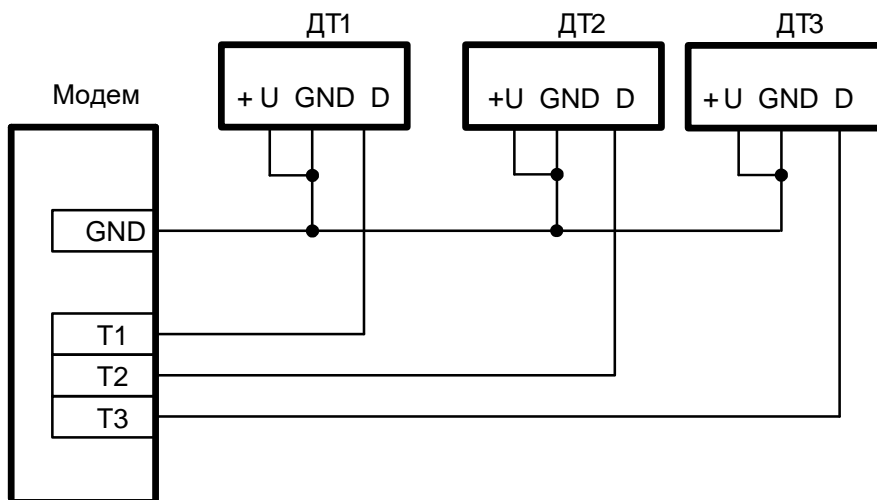 ДТ1 ДТ2 ДТ3
Модем
+ U GND D +U GND D + U GND D
GND
T1
T2
T3